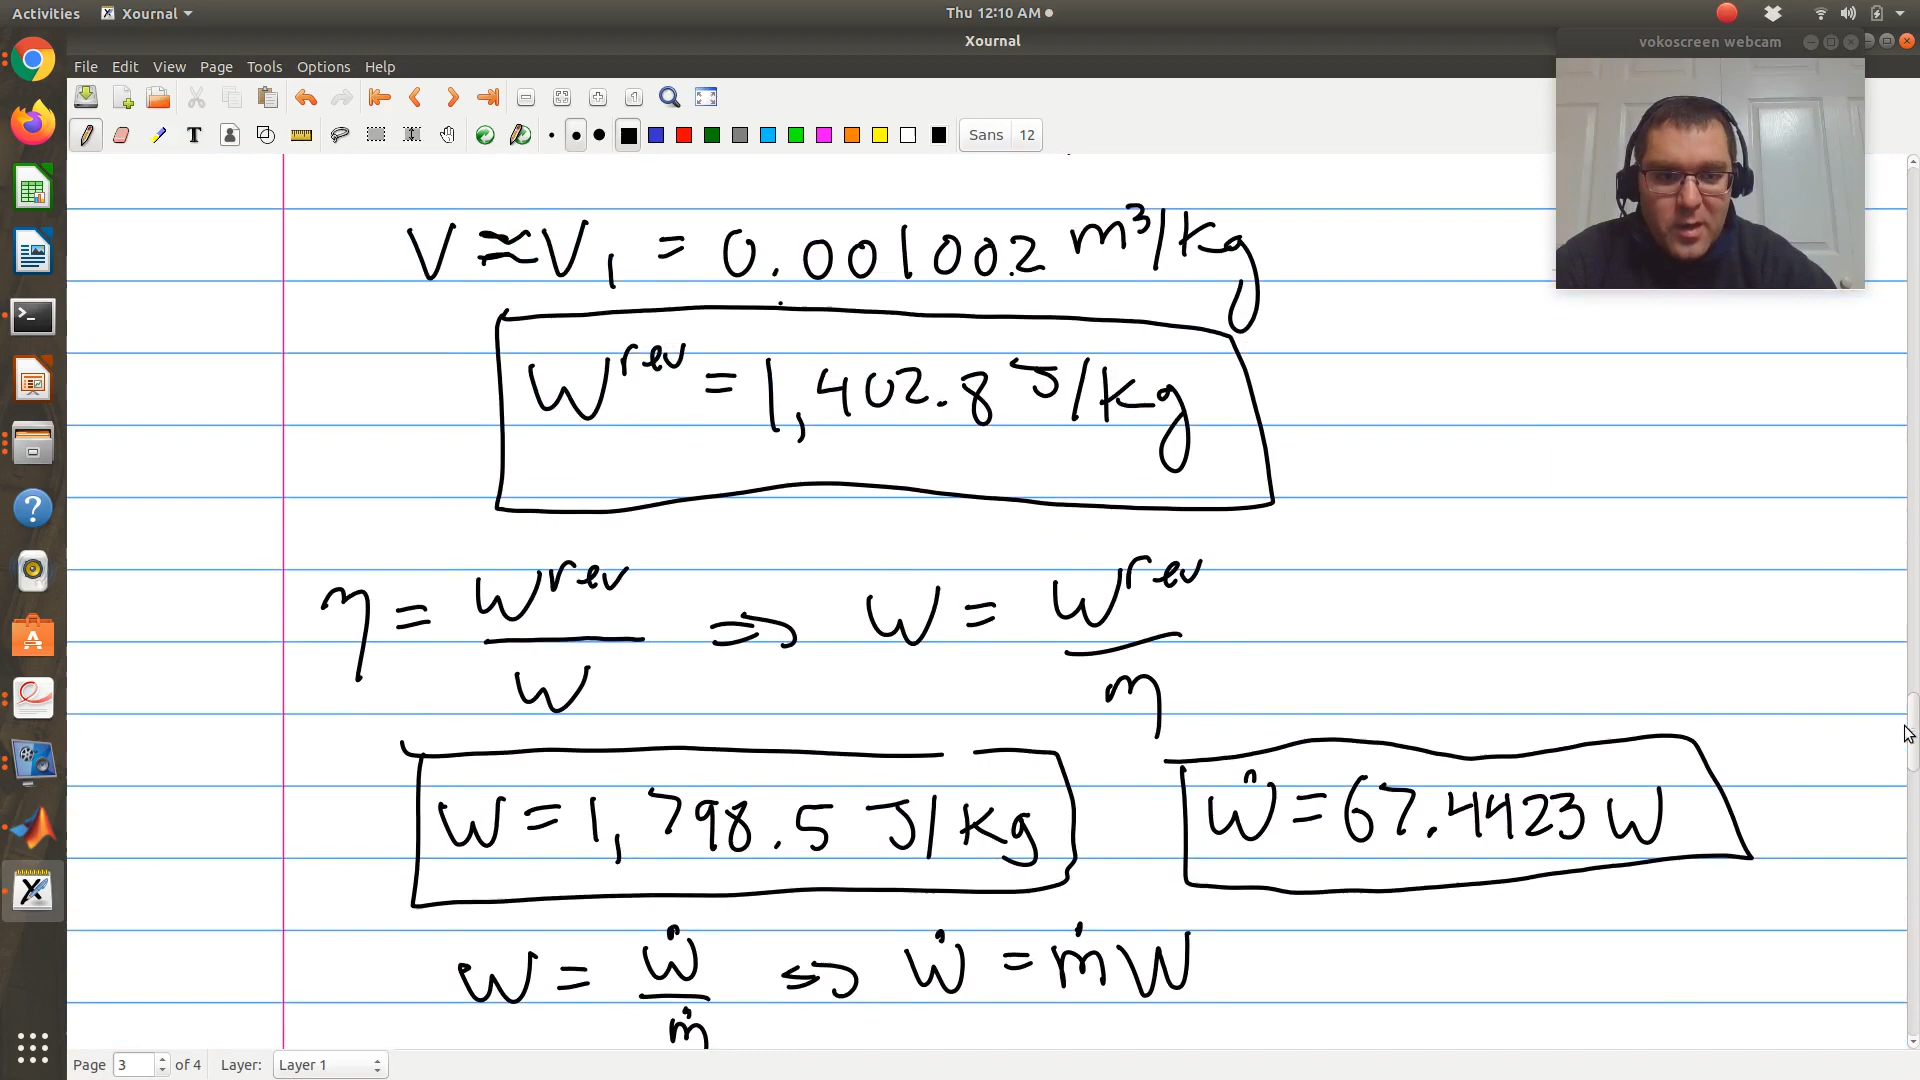 Activities Xournal Thu 12:10 AM
Xournal
vokoscreen webcam
File Edit View Page Tools Options Help
Sans 12
V ≈ V₁ = 0.001002 m³/kg
W^rev = 1,402.8 J/kg
η = W^rev / W ⇒ W = W^rev / η
W = 1,798.5 J/kg
Ẇ = 67.4423 W
W = Ẇ / ṁ ⇔ Ẇ = ṁ W
Page 3 of 4 Layer: Layer 1